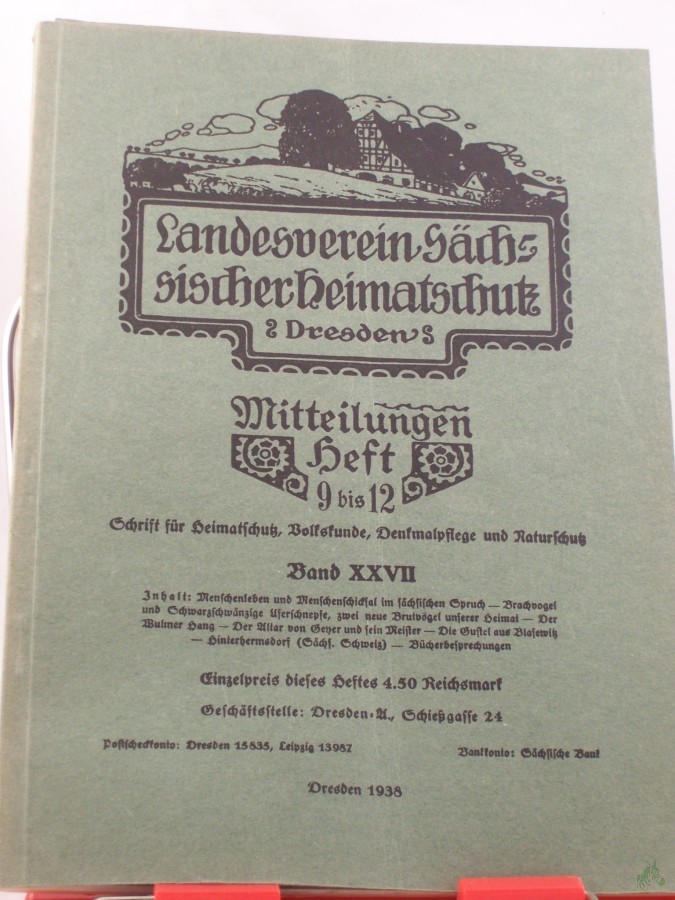 Landesverein Säch-
sischer Heimatschutz
Dresden
Mitteilungen
Heft
9 bis 12
Schrift für Heimatschutz, Volkskunde, Denkmalpflege und Naturschutz
Band XXVII
Inhalt: Menschenleben und Menschenschicksal im sächsischen Spruch — Brachvogel
und Schwarzschwänzige Uferschnepfe, zwei neue Brutvögel unserer Heimat — Der
Wulmer Hang — Der Altar von Geyer und sein Meister — Die Gustel aus Blasewitz
— Hinterhermsdorf (Sächs. Schweiz) — Bücherbesprechungen
Einzelpreis dieses Heftes 4.50 Reichsmark
Geschäftsstelle: Dresden-A., Schießgasse 24
Postscheckkonto: Dresden 15835, Leipzig 13987
Bankkonto: Sächsische Bank
Dresden 1938